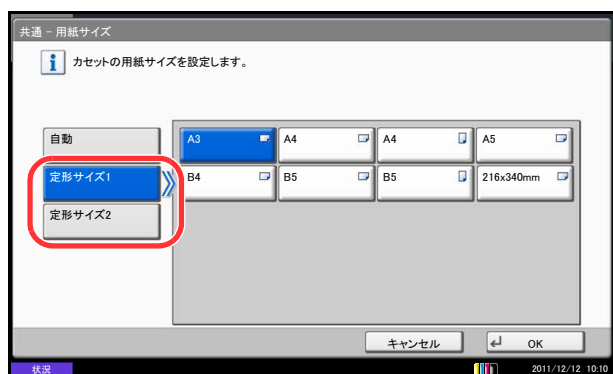 共通 - 用紙サイズ
カセットの用紙サイズを設定します。
自動
A3
A4
A4
A5
定形サイズ1
B4
B5
B5
216x340mm
定形サイズ2
キャンセル
OK
状況
2011/12/12 10:10